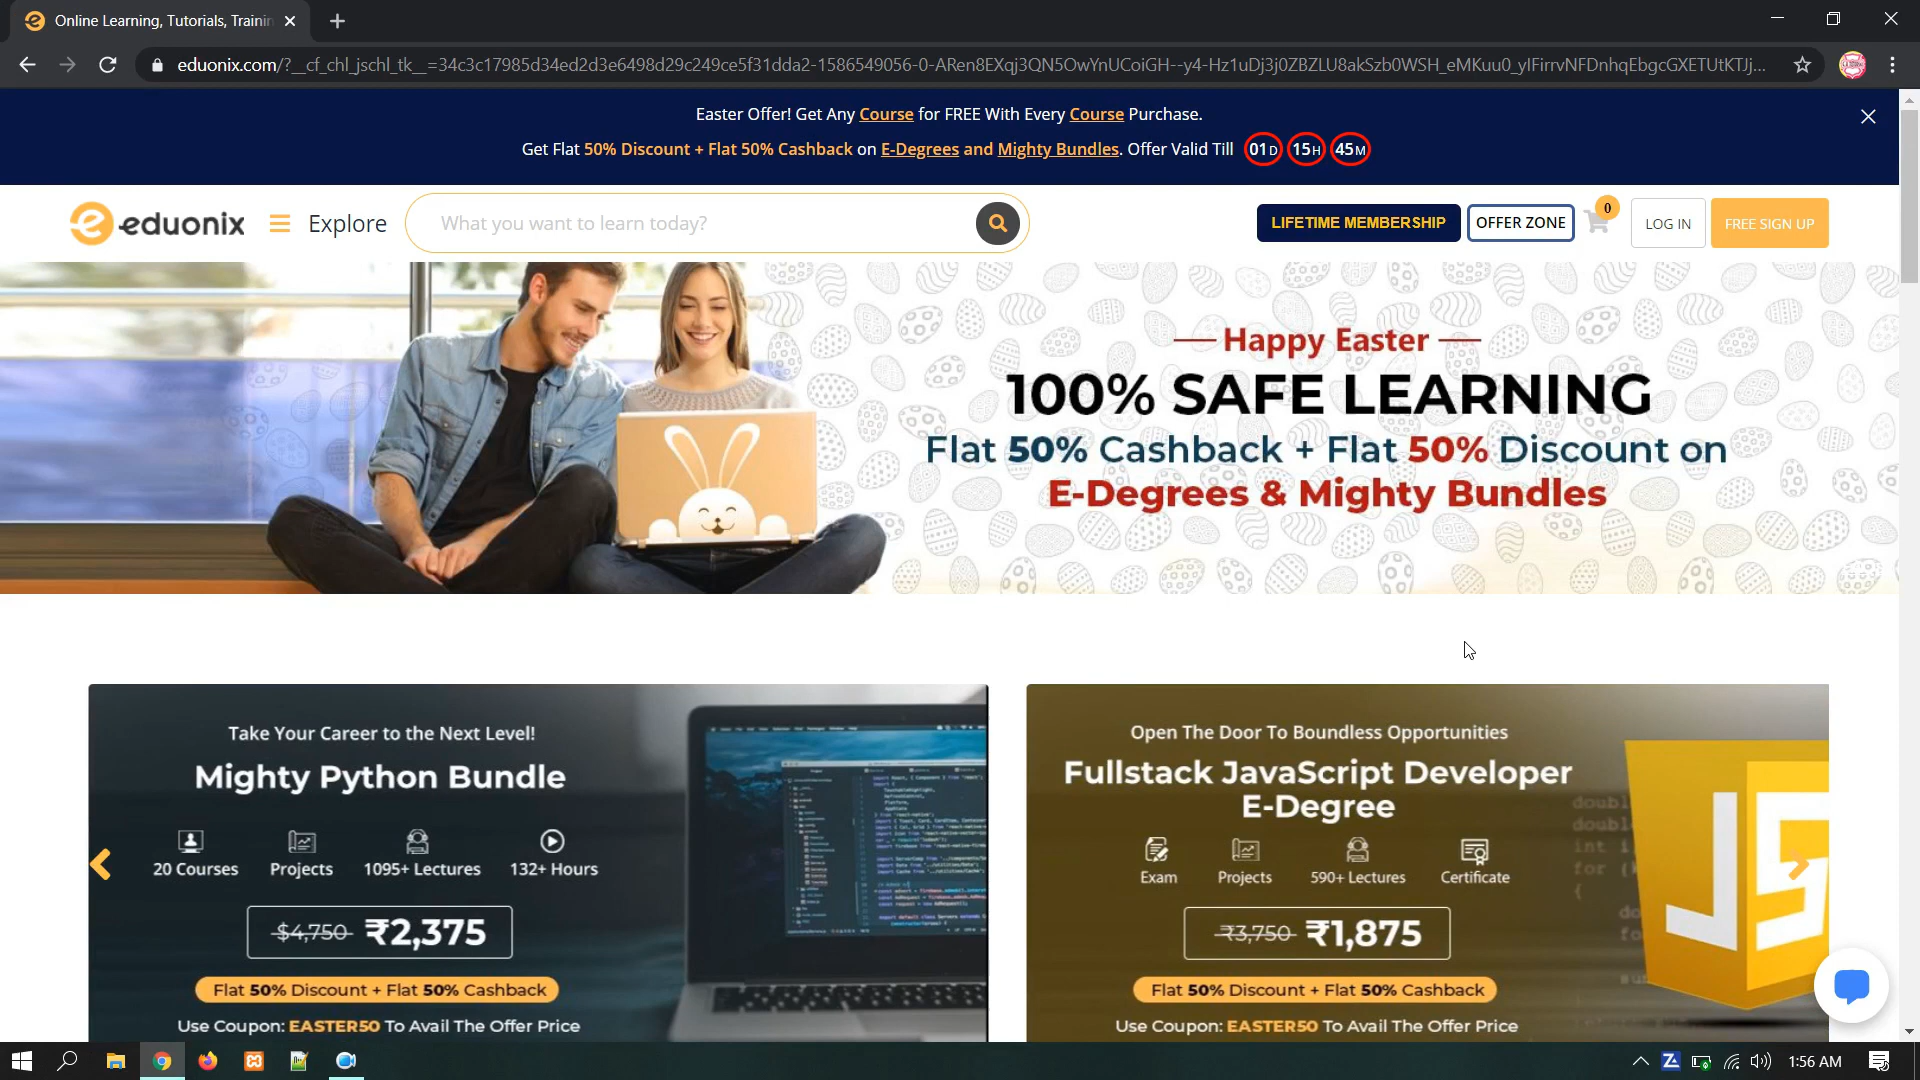 Online Learning, Tutorials, Trainin
eduonix.com/?__cf_chl_jschl_tk__=34c3c17985d34ed2d3e6498d29c249ce5f31dda2-1586549056-0-ARen8EXqj3QN5OwYnUCoiGH--y4-Hz1uDj3j0ZBZLU8akSzb0WSH_eMKuu0_yIFirrvNFDnhqEbgcGXETUtKTJj...
Easter Offer! Get Any Course for FREE With Every Course Purchase.
Get Flat 50% Discount + Flat 50% Cashback on E-Degrees and Mighty Bundles. Offer Valid Till 01D 15H 45M
eduonix
Explore
What you want to learn today?
LIFETIME MEMBERSHIP
OFFER ZONE
0
LOG IN
FREE SIGN UP
Happy Easter
100% SAFE LEARNING
Flat 50% Cashback + Flat 50% Discount on
E-Degrees & Mighty Bundles
Take Your Career to the Next Level!
Mighty Python Bundle
20 Courses
Projects
1095+ Lectures
132+ Hours
$4,750 ₹2,375
Flat 50% Discount + Flat 50% Cashback
Use Coupon: EASTER50 To Avail The Offer Price
Open The Door To Boundless Opportunities
Fullstack JavaScript Developer
E-Degree
Exam
Projects
590+ Lectures
Certificate
₹3,750 ₹1,875
Flat 50% Discount + Flat 50% Cashback
Use Coupon: EASTER50 To Avail The Offer Price
JS
1:56 AM